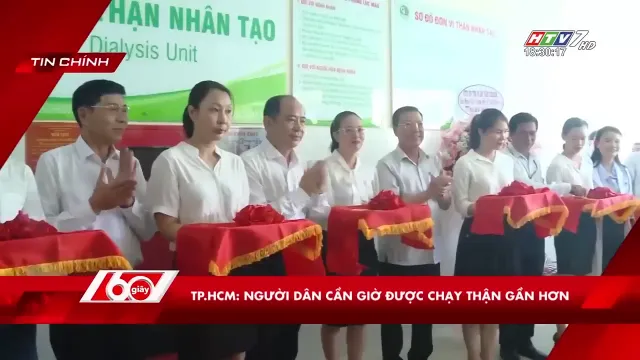 THẬN NHÂN TẠO
Dialysis Unit
SƠ ĐỒ ĐƠN VỊ THẬN NHÂN TẠO
HTV7 HD
18:30:17
TIN CHÍNH
60 giây
TP.HCM: NGƯỜI DÂN CẦN GIỜ ĐƯỢC CHẠY THẬN GẦN HƠN